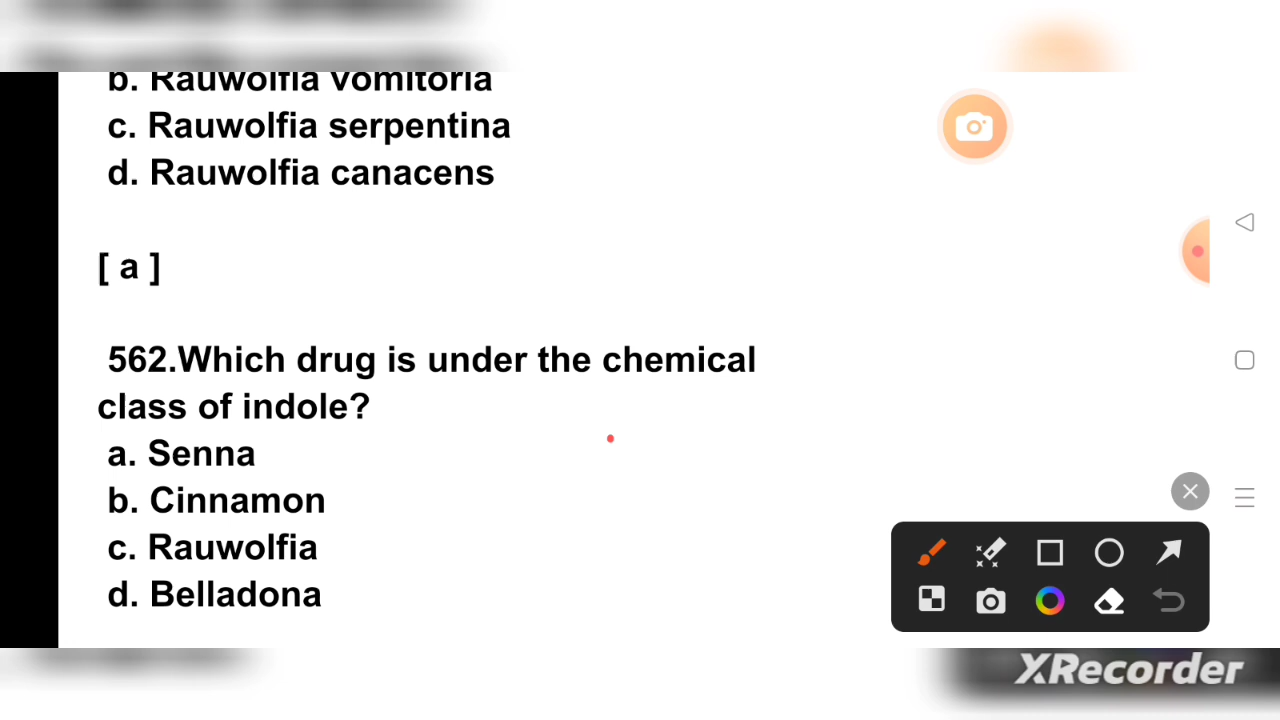 b. Rauwolfia vomitoria
c. Rauwolfia serpentina
d. Rauwolfia canacens
[ a ]
562.Which drug is under the chemical
class of indole?
a. Senna
b. Cinnamon
c. Rauwolfia
d. Belladona
XRecorder